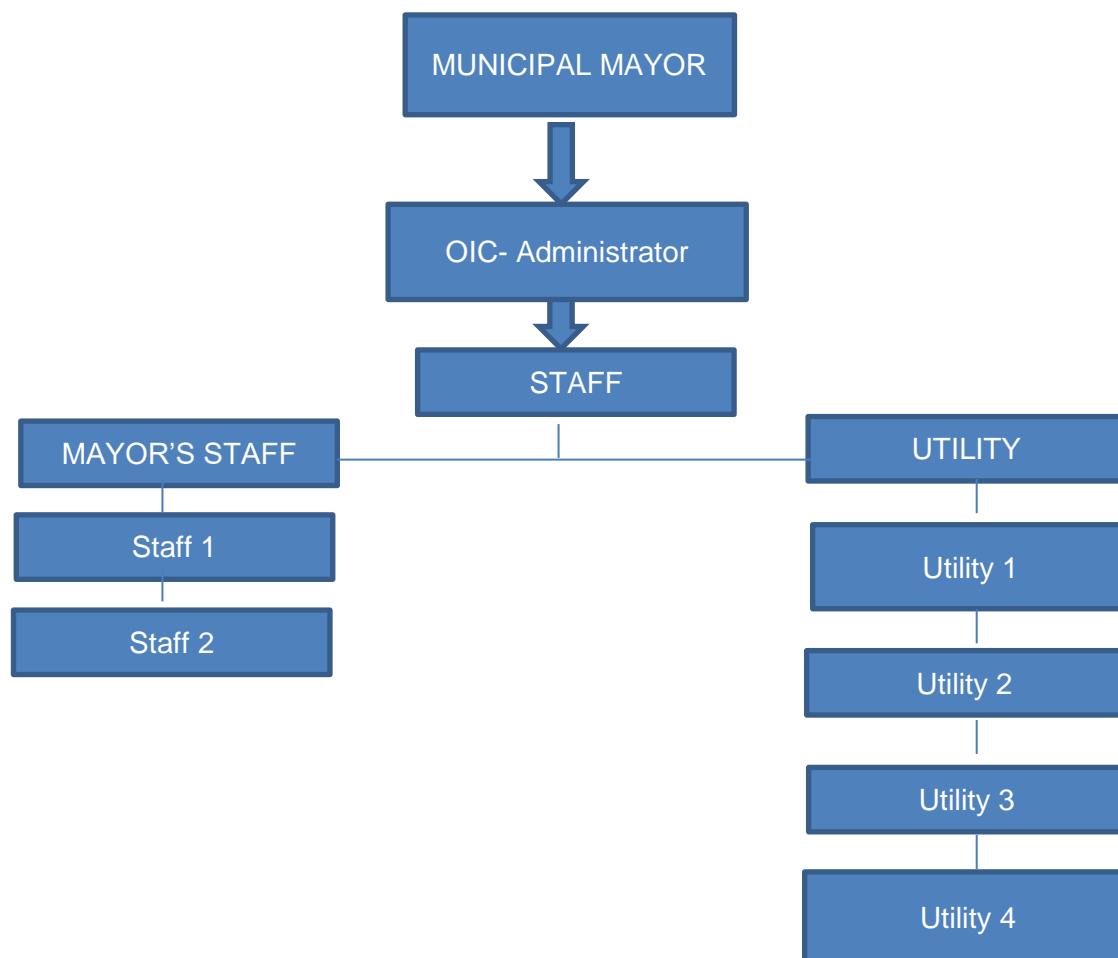 MUNICIPAL MAYOR
OIC- Administrator
STAFF
MAYOR’S STAFF
Staff 1
Staff 2
UTILITY
Utility 1
Utility 2
Utility 3
Utility 4